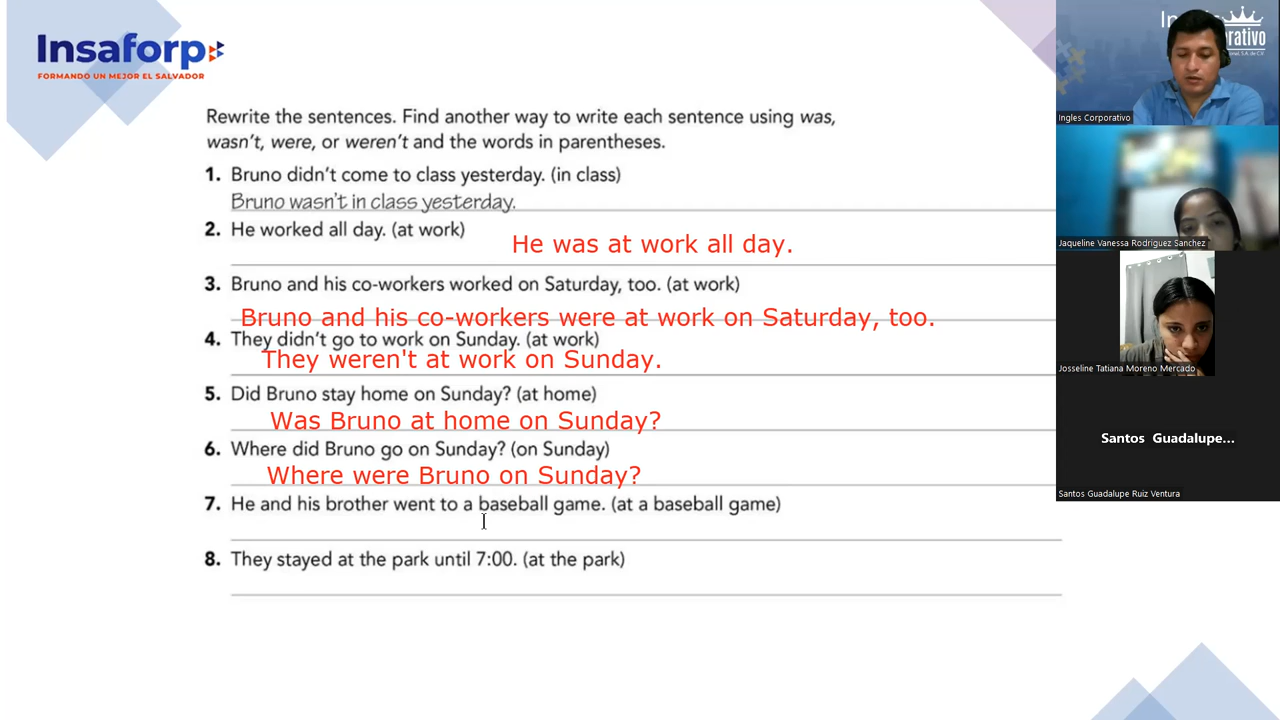 Insaforp
FORMANDO UN MEJOR EL SALVADOR
Rewrite the sentences. Find another way to write each sentence using was,
wasn't, were, or weren't and the words in parentheses.
1. Bruno didn't come to class yesterday. (in class)
Bruno wasn't in class yesterday.
2. He worked all day. (at work)
He was at work all day.
3. Bruno and his co-workers worked on Saturday, too. (at work)
Bruno and his co-workers were at work on Saturday, too.
4. They didn't go to work on Sunday. (at work)
They weren't at work on Sunday.
5. Did Bruno stay home on Sunday? (at home)
Was Bruno at home on Sunday?
6. Where did Bruno go on Sunday? (on Sunday)
Where were Bruno on Sunday?
7. He and his brother went to a baseball game. (at a baseball game)
8. They stayed at the park until 7:00. (at the park)
Ingles Corporativo
Jaqueline Vanessa Rodriguez Sanchez
Josseline Tatiana Moreno Mercado
Santos Guadalupe...
Santos Guadalupe Ruiz Ventura